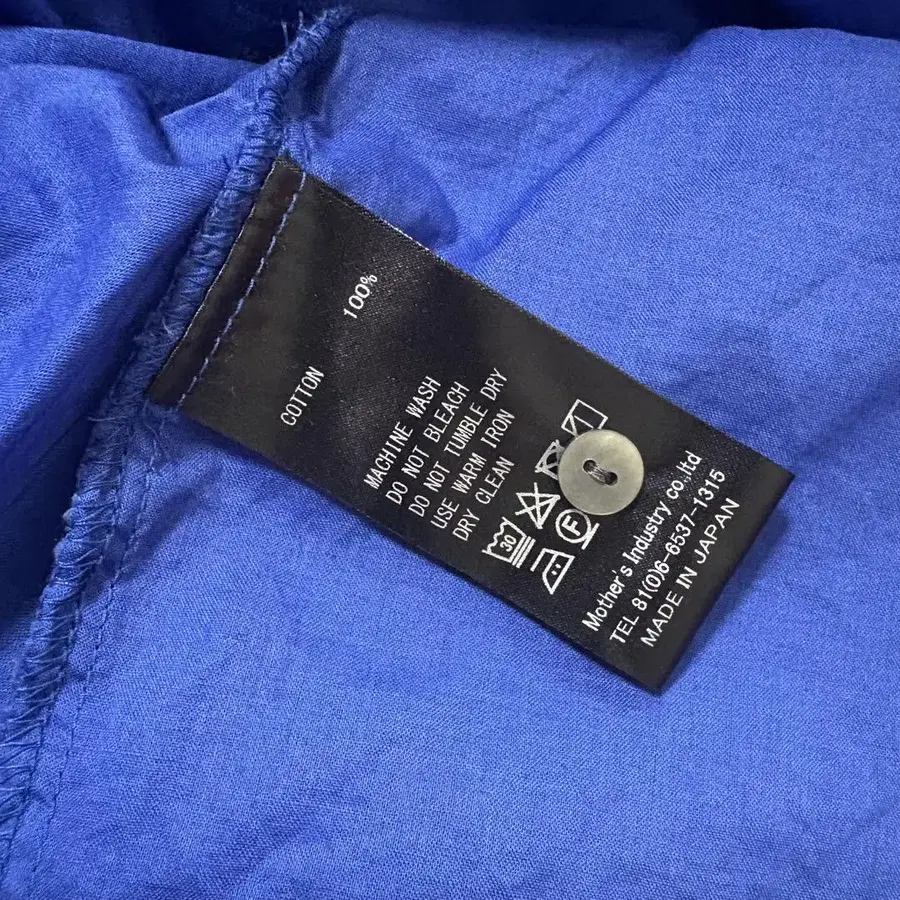 COTTON 100%
MACHINE WASH
DO NOT BLEACH
DO NOT TUMBLE DRY
USE WARM IRON
DRY CLEAN
30
F
Mother's Industry co.,ltd
TEL 81(0)6-6537-1315
MADE IN JAPAN